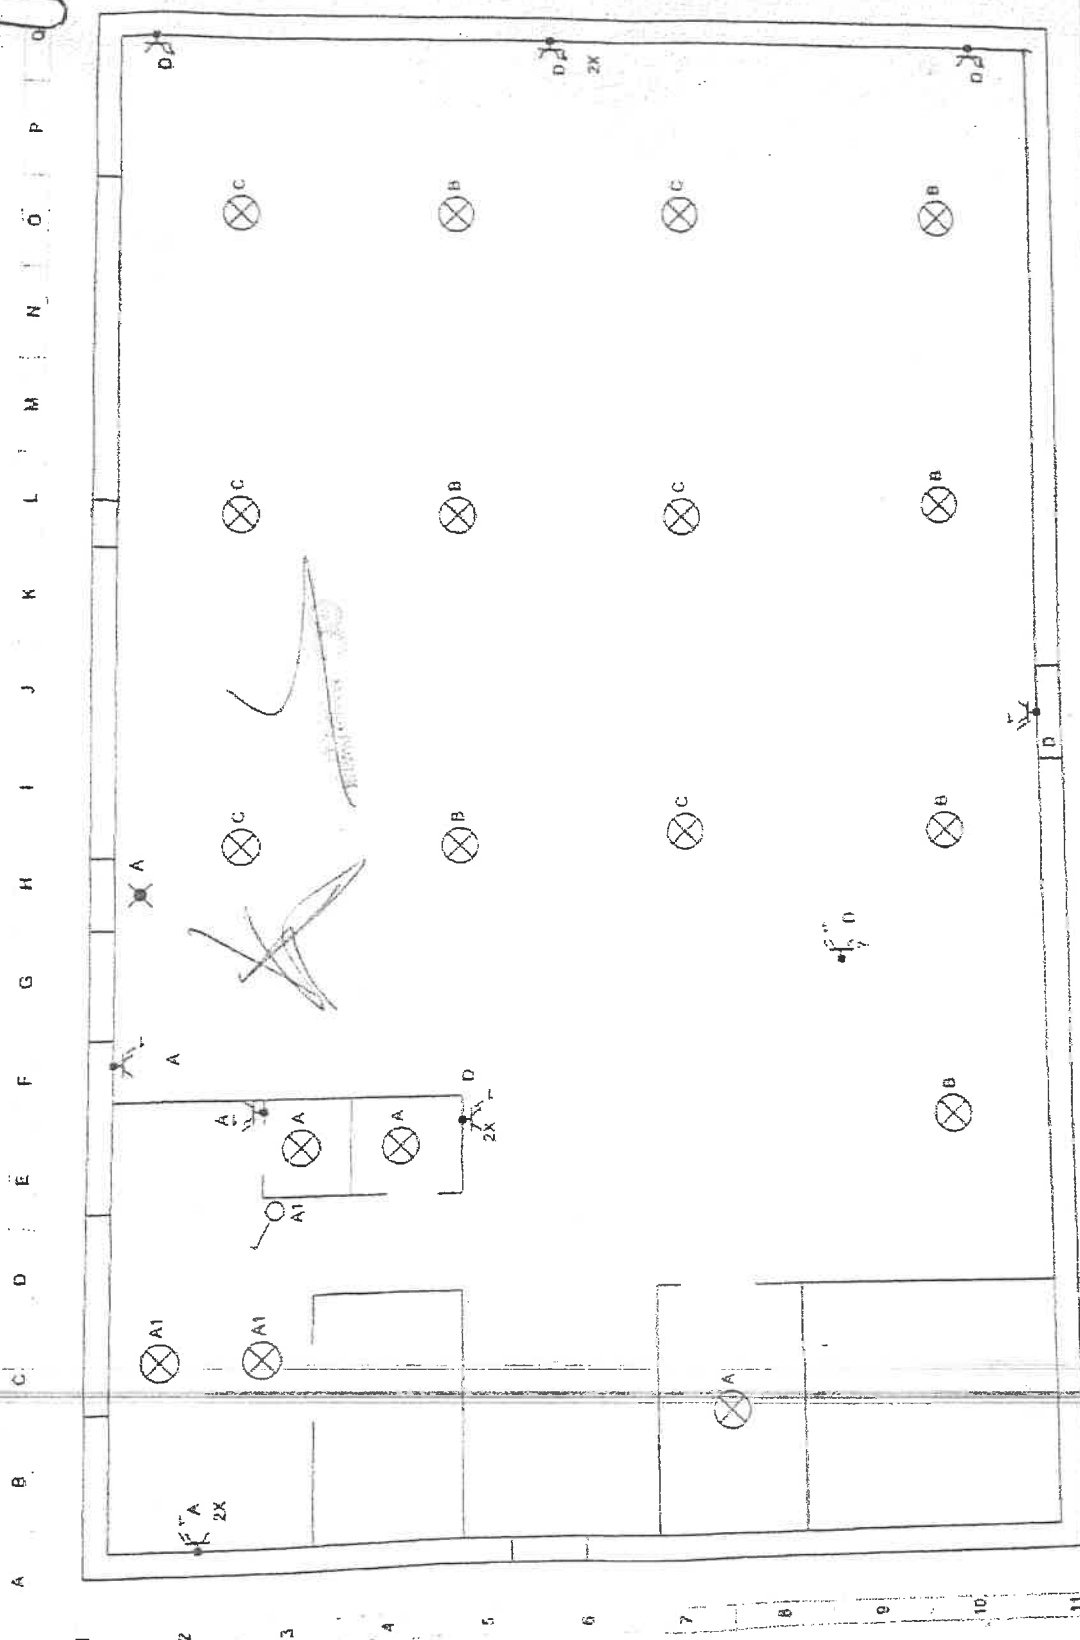 A B C D E F G H I J K L M N O P Q
1
A
A1 D
A
2 A
2X A
C C C
A1
3 A1 A
4 A
B B B
D
5 2X
D
6 2X
7 C C C
A
8
D
9
B B B B
10 D
D
11